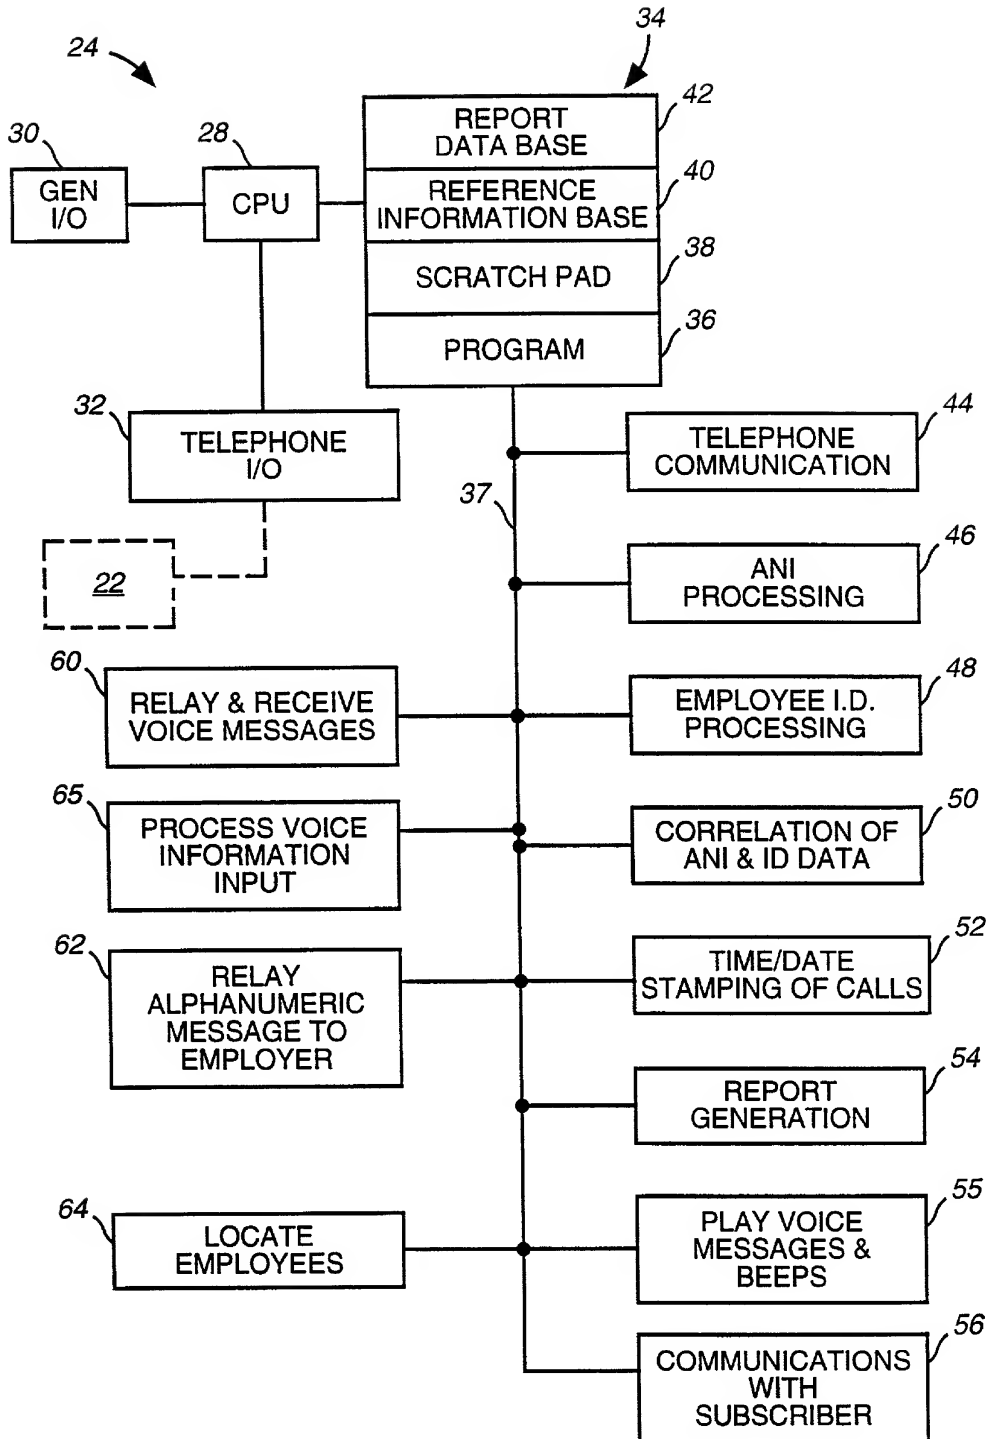 24
34
30
GEN
I/O
28
CPU
REPORT
DATA BASE
42
REFERENCE
INFORMATION BASE
40
SCRATCH PAD
38
PROGRAM
36
32
TELEPHONE
I/O
22
37
TELEPHONE
COMMUNICATION
44
ANI
PROCESSING
46
60
RELAY & RECEIVE
VOICE MESSAGES
EMPLOYEE I.D.
PROCESSING
48
65
PROCESS VOICE
INFORMATION
INPUT
CORRELATION OF
ANI & ID DATA
50
62
RELAY
ALPHANUMERIC
MESSAGE TO
EMPLOYER
TIME/DATE
STAMPING OF CALLS
52
REPORT
GENERATION
54
64
LOCATE
EMPLOYEES
PLAY VOICE
MESSAGES &
BEEPS
55
COMMUNICATIONS
WITH
SUBSCRIBER
56